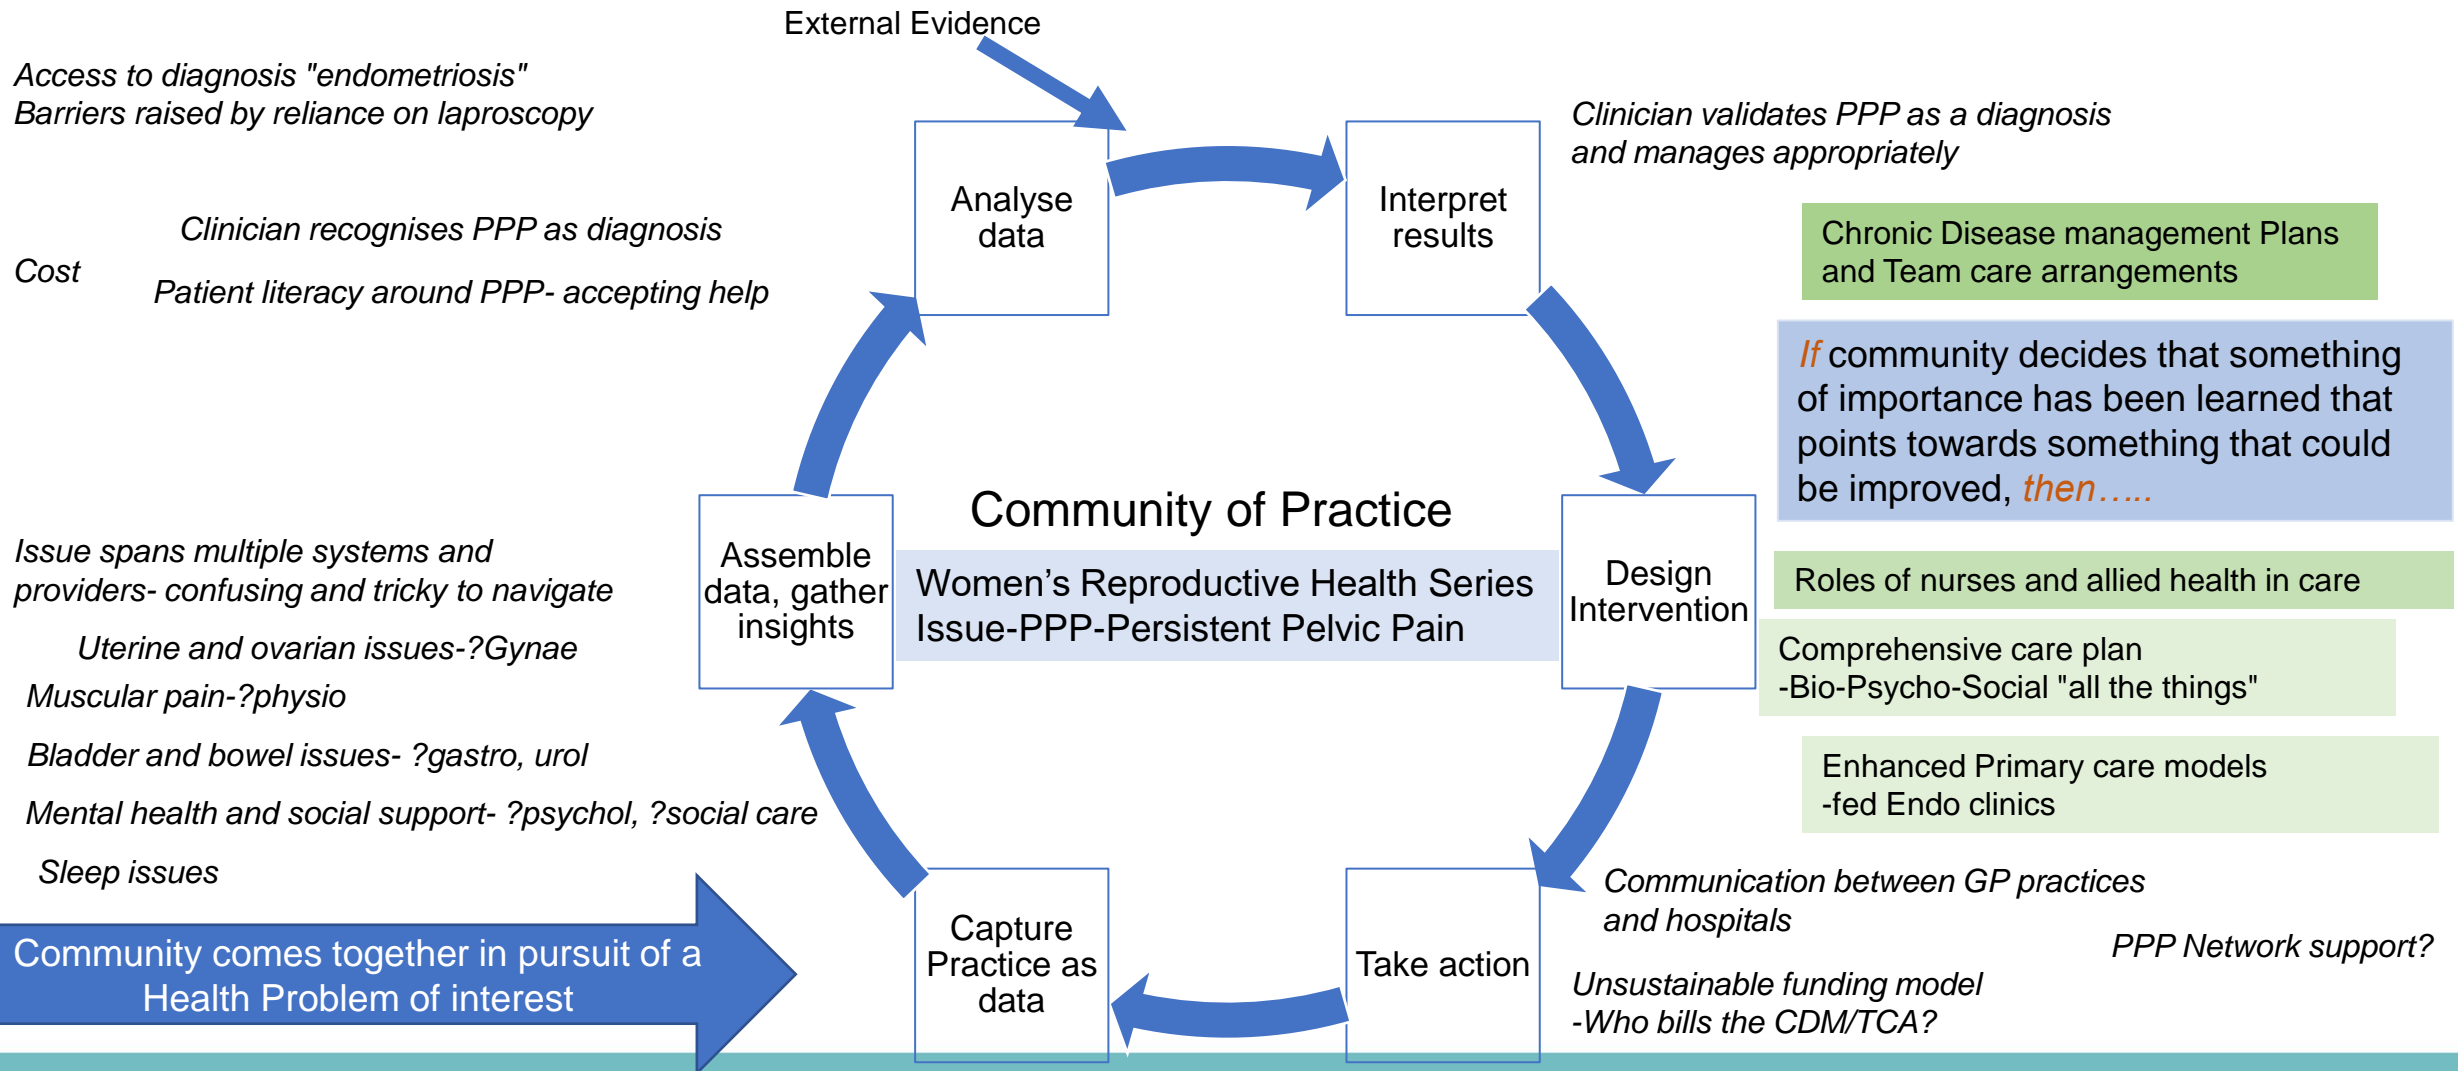 External Evidence
Access to diagnosis "endometriosis"
Barriers raised by reliance on laproscopy
Clinician recognises PPP as diagnosis
Cost
Patient literacy around PPP- accepting help
Analyse
data
Interpret
results
Clinician validates PPP as a diagnosis
and manages appropriately
Chronic Disease management Plans
and Team care arrangements
If community decides that something
of importance has been learned that
points towards something that could
be improved, then…..
Community of Practice
Women’s Reproductive Health Series
Issue-PPP-Persistent Pelvic Pain
Assemble
data, gather
insights
Design
Intervention
Roles of nurses and allied health in care
Comprehensive care plan
-Bio-Psycho-Social "all the things"
Enhanced Primary care models
-fed Endo clinics
Issue spans multiple systems and
providers- confusing and tricky to navigate
Uterine and ovarian issues-?Gynae
Muscular pain-?physio
Bladder and bowel issues- ?gastro, urol
Mental health and social support- ?psychol, ?social care
Sleep issues
Community comes together in pursuit of a
Health Problem of interest
Capture
Practice as
data
Take action
Communication between GP practices
and hospitals
PPP Network support?
Unsustainable funding model
-Who bills the CDM/TCA?